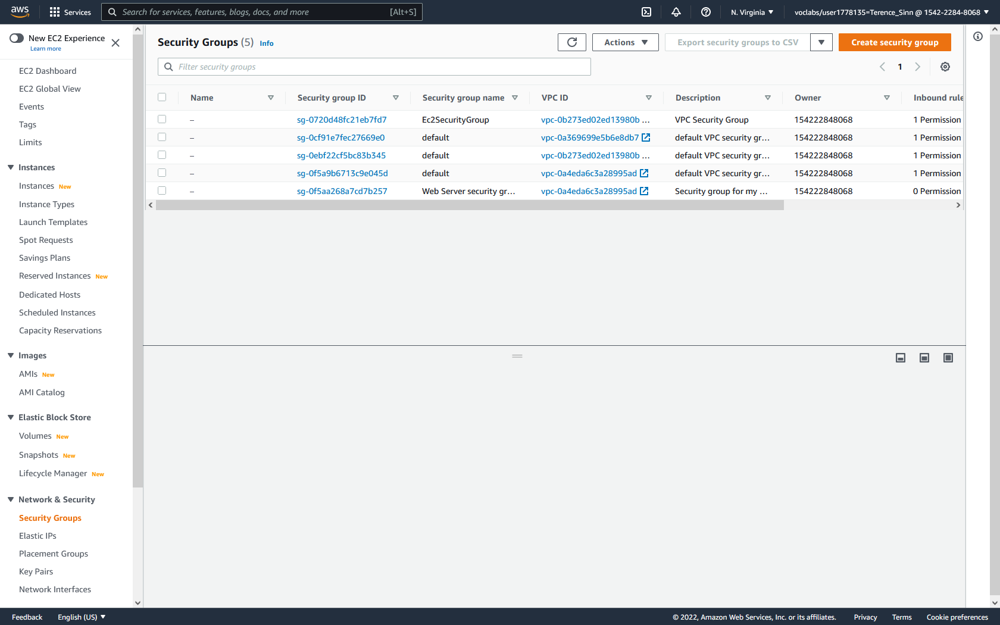 aws
Services
Search for services, features, blogs, docs, and more
[Alt+S]
N. Virginia
voclabs/user1778135=Terence_Sinn @ 1542-2284-8068
New EC2 Experience
Learn more
EC2 Dashboard
EC2 Global View
Events
Tags
Limits
Instances
Instances New
Instance Types
Launch Templates
Spot Requests
Savings Plans
Reserved Instances New
Dedicated Hosts
Scheduled Instances
Capacity Reservations
Images
AMIs New
AMI Catalog
Elastic Block Store
Volumes New
Snapshots New
Lifecycle Manager New
Network & Security
Security Groups
Elastic IPs
Placement Groups
Key Pairs
Network Interfaces
Security Groups (5) Info
Actions
Export security groups to CSV
Create security group
Filter security groups
1
Name Security group ID Security group name VPC ID Description Owner Inbound rule
– sg-0720d48fc21eb7fd7 Ec2SecurityGroup vpc-0b273ed02ed13980b ... VPC Security Group 154222848068 1 Permission
– sg-0cf91e7fec27669e0 default vpc-0a369699e5b6e8db7 default VPC security gr... 154222848068 1 Permission
– sg-0ebf22cf5bc83b345 default vpc-0b273ed02ed13980b ... default VPC security gr... 154222848068 1 Permission
– sg-0f5a9b6713c9e045d default vpc-0a4eda6c3a28995ad default VPC security gr... 154222848068 1 Permission
– sg-0f5aa268a7cd7b257 Web Server security gr... vpc-0a4eda6c3a28995ad Security group for my ... 154222848068 0 Permission
Feedback
English (US)
© 2022, Amazon Web Services, Inc. or its affiliates.
Privacy
Terms
Cookie preferences